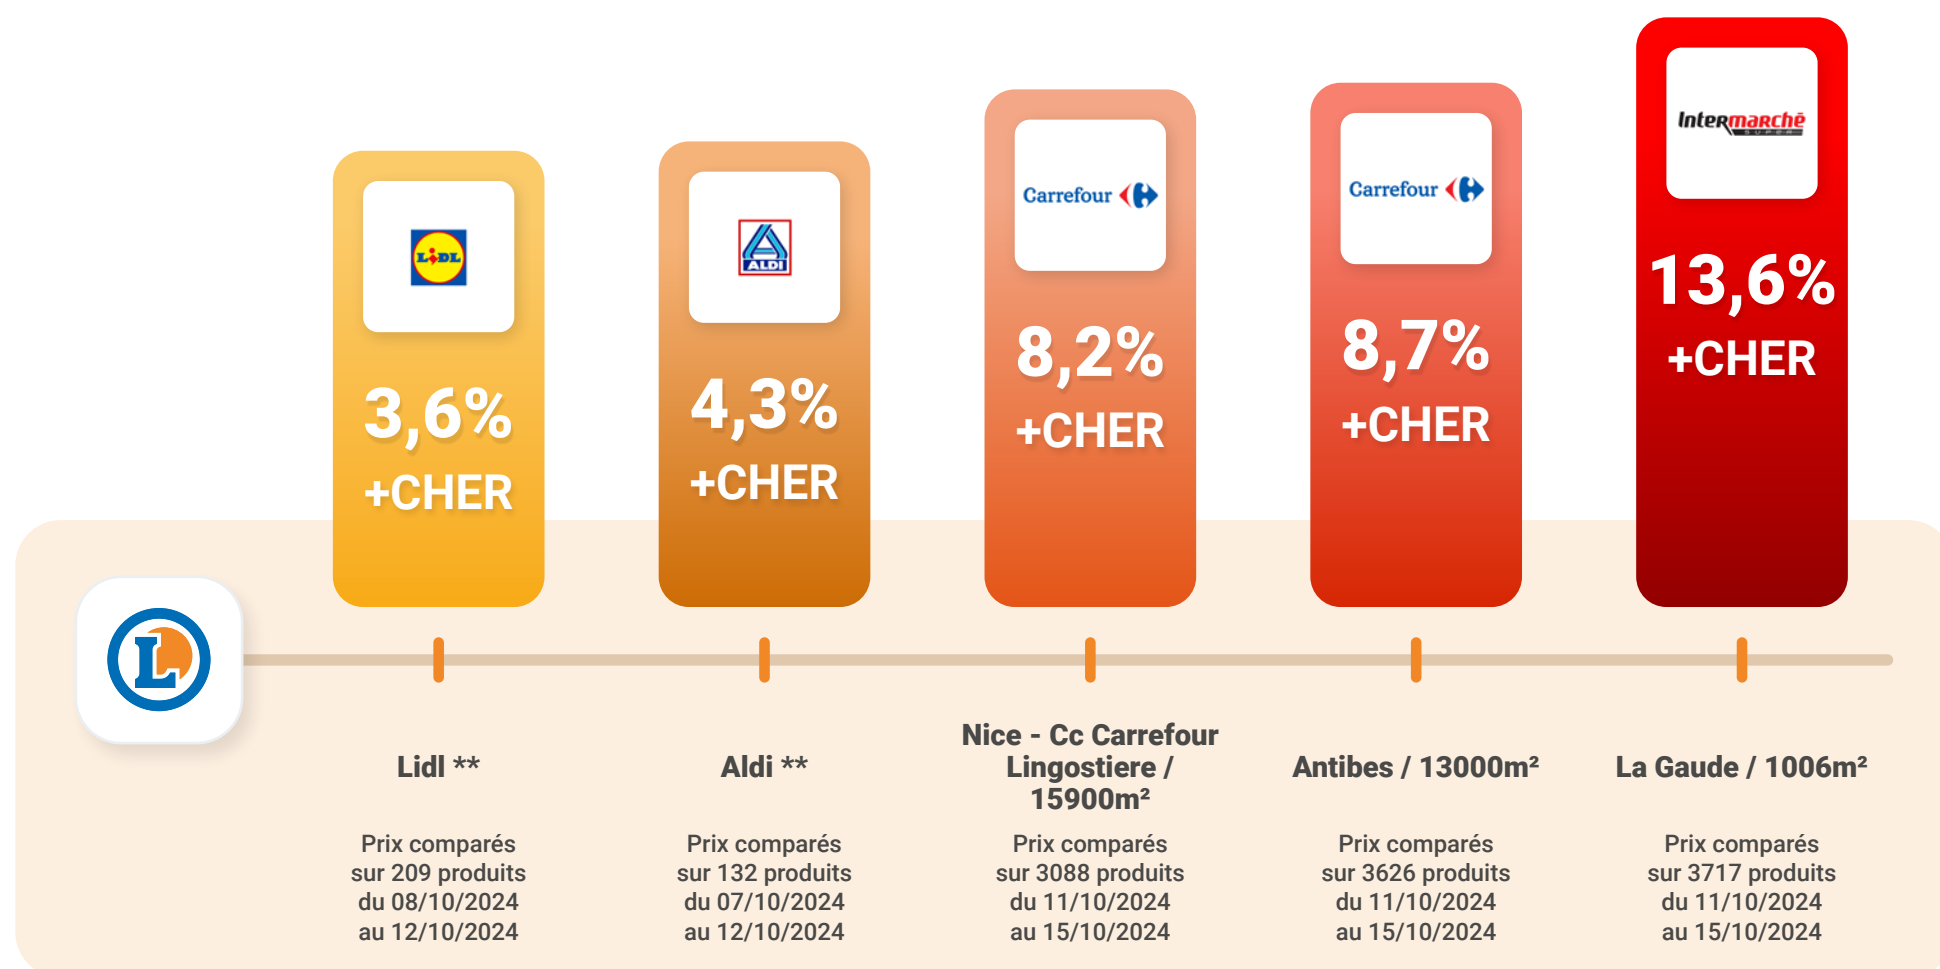 LIDL
3,6%
+CHER
ALDI
4,3%
+CHER
Carrefour
8,2%
+CHER
Carrefour
8,7%
+CHER
Intermarchē
SUPER
13,6%
+CHER
L
Lidl **
Prix comparés
sur 209 produits
du 08/10/2024
au 12/10/2024
Aldi **
Prix comparés
sur 132 produits
du 07/10/2024
au 12/10/2024
Nice - Cc Carrefour
Lingostiere /
15900m²
Prix comparés
sur 3088 produits
du 11/10/2024
au 15/10/2024
Antibes / 13000m²
Prix comparés
sur 3626 produits
du 11/10/2024
au 15/10/2024
La Gaude / 1006m²
Prix comparés
sur 3717 produits
du 11/10/2024
au 15/10/2024